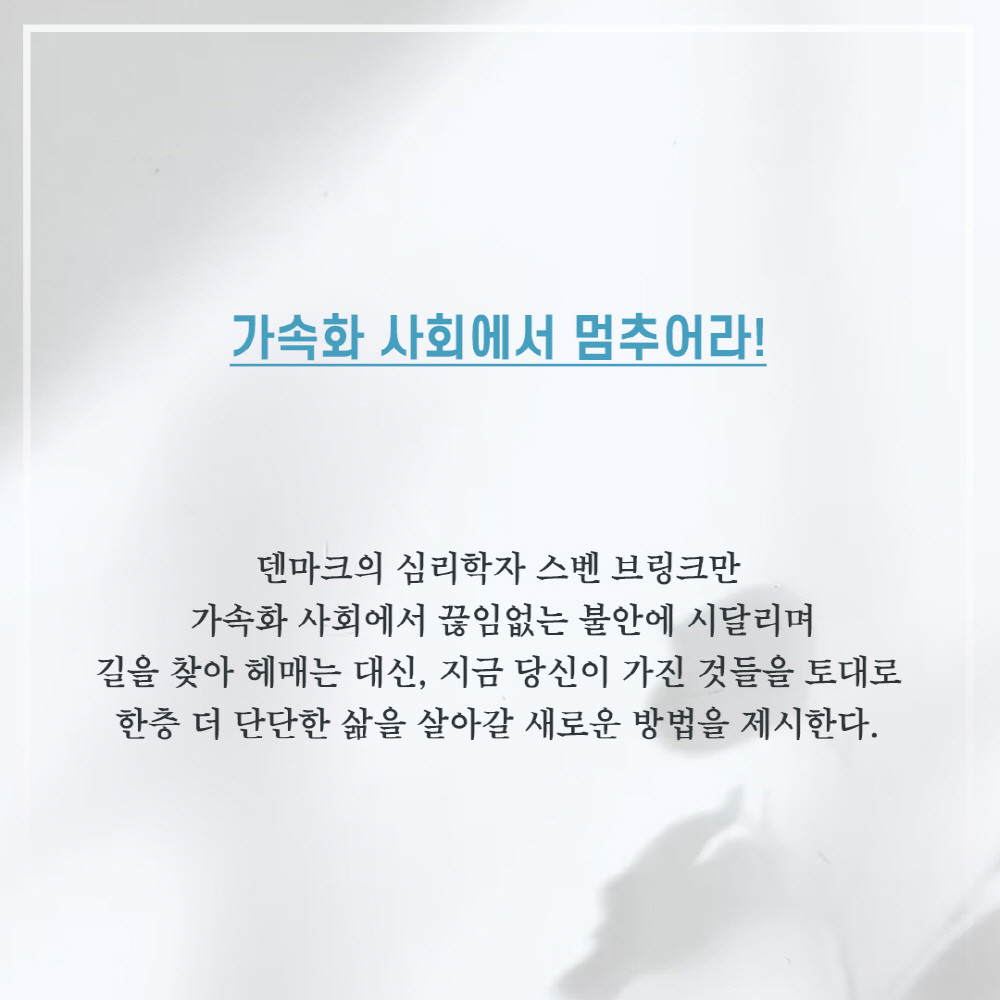 가속화 사회에서 멈추어라!
덴마크의 심리학자 스벤 브링크만
가속화 사회에서 끊임없는 불안에 시달리며
길을 찾아 헤매는 대신, 지금 당신이 가진 것들을 토대로
한층 더 단단한 삶을 살아갈 새로운 방법을 제시한다.